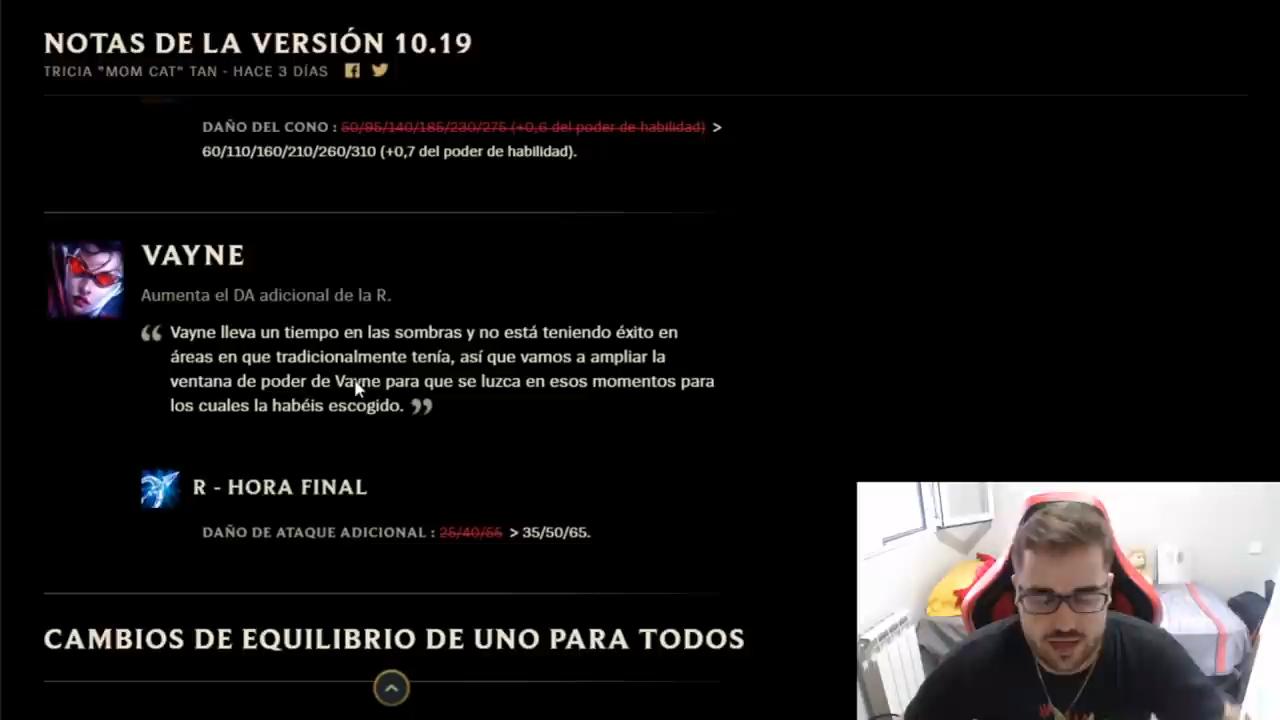 NOTAS DE LA VERSIÓN 10.19
TRICIA "MOM CAT" TAN - HACE 3 DÍAS
DAÑO DEL CONO : 50/95/140/185/230/275 (+0,6 del poder de habilidad) >
60/110/160/210/260/310 (+0,7 del poder de habilidad).
VAYNE
Aumenta el DA adicional de la R.
“ Vayne lleva un tiempo en las sombras y no está teniendo éxito en
áreas en que tradicionalmente tenía, así que vamos a ampliar la
ventana de poder de Vayne para que se luzca en esos momentos para
los cuales la habéis escogido. ”
R - HORA FINAL
DAÑO DE ATAQUE ADICIONAL : 25/40/55 > 35/50/65.
CAMBIOS DE EQUILIBRIO DE UNO PARA TODOS